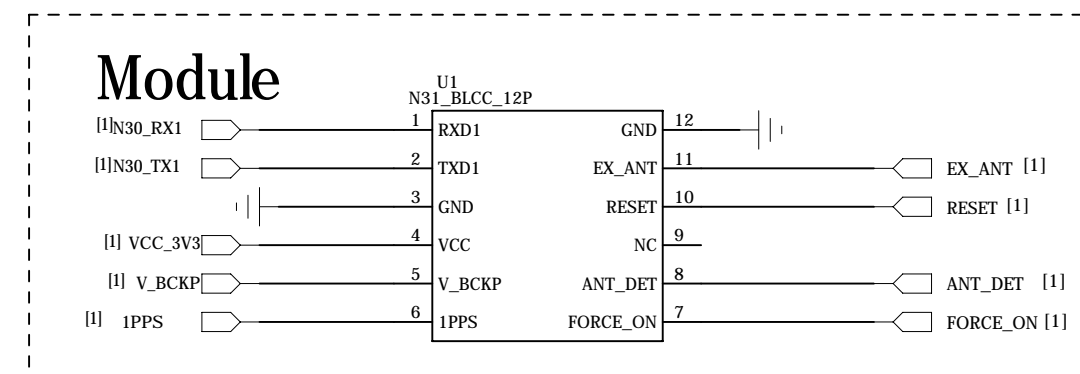 Module
U1
N31_BLCC_12P
[1]N30_RX1 1 RXD1 GND 12
[1]N30_TX1 2 TXD1 EX_ANT 11 EX_ANT [1]
3 GND RESET 10 RESET [1]
[1] VCC_3V3 4 VCC NC 9
[1] V_BCKP 5 V_BCKP ANT_DET 8 ANT_DET [1]
[1] 1PPS 6 1PPS FORCE_ON 7 FORCE_ON [1]